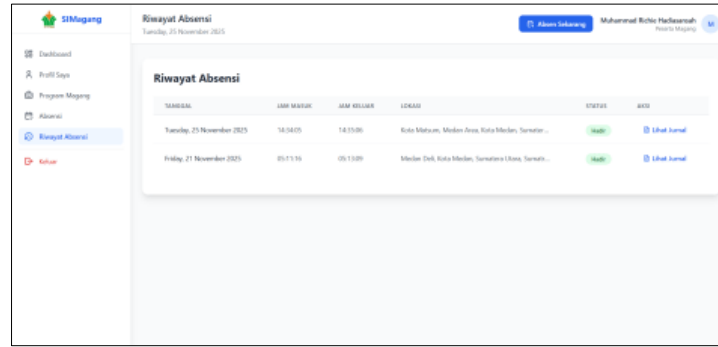 SIMagang
Riwayat Absensi
Tuesday, 25 November 2025
Absen Sekarang
Muhammad Richie Hadiansyah
Peserta Magang
M
Dashboard
Profil Saya
Program Magang
Absensi
Riwayat Absensi
Keluar
Riwayat Absensi
TANGGAL JAM MASUK JAM KELUAR LOKASI STATUS AKSI
Tuesday, 25 November 2025 14:34:05 14:35:06 Kota Matsum, Medan Area, Kota Medan, Sumater... Hadir Lihat Jurnal
Friday, 21 November 2025 05:11:16 05:13:09 Medan Deli, Kota Medan, Sumatera Utara, Sumatr... Hadir Lihat Jurnal